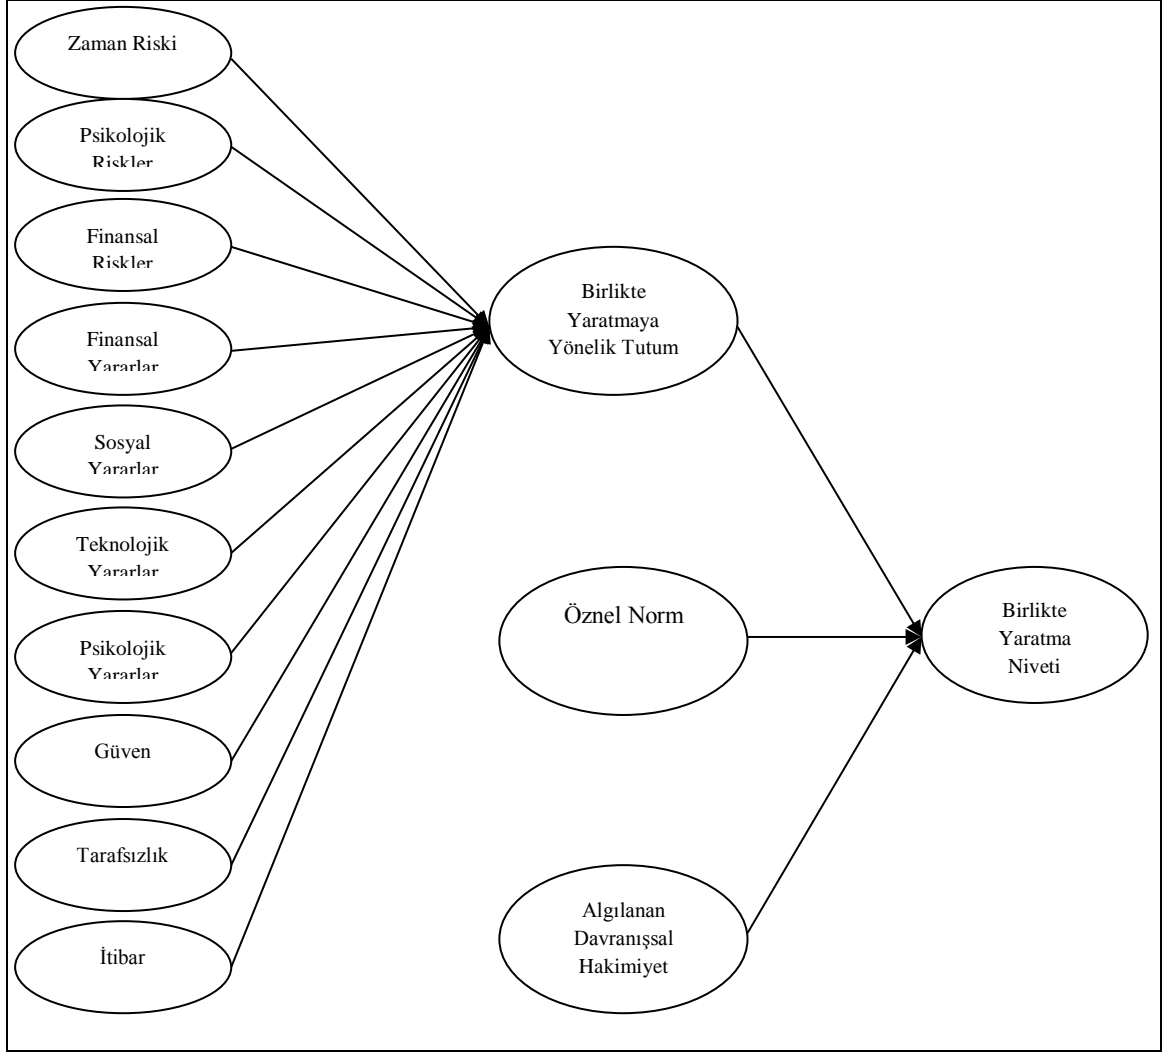 Zaman Riski
Psikolojik
Riskler
Finansal
Riskler
Finansal
Yararlar
Sosyal
Yararlar
Teknolojik
Yararlar
Psikolojik
Yararlar
Güven
Tarafsızlık
İtibar
Birlikte
Yaratmaya
Yönelik Tutum
Öznel Norm
Algılanan
Davranışsal
Hakimiyet
Birlikte
Yaratma
Niyeti